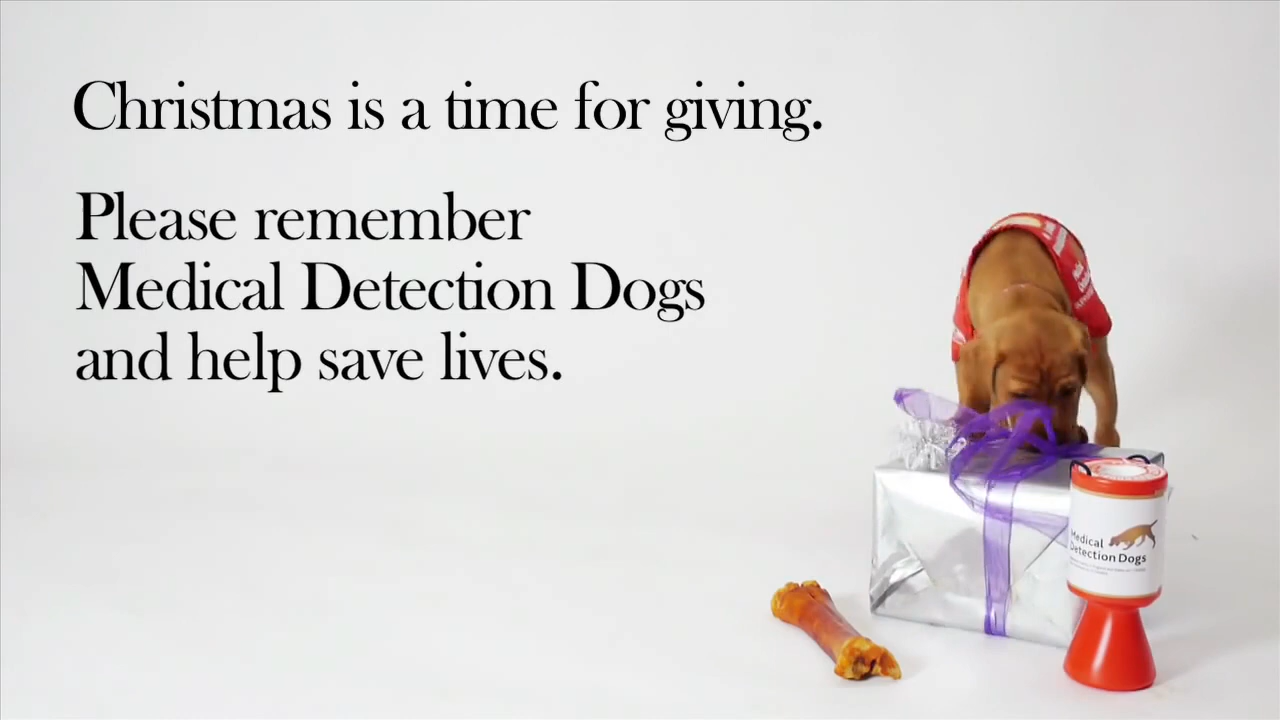 Christmas is a time for giving.
Please remember
Medical Detection Dogs
and help save lives.
Medical
Detection Dogs